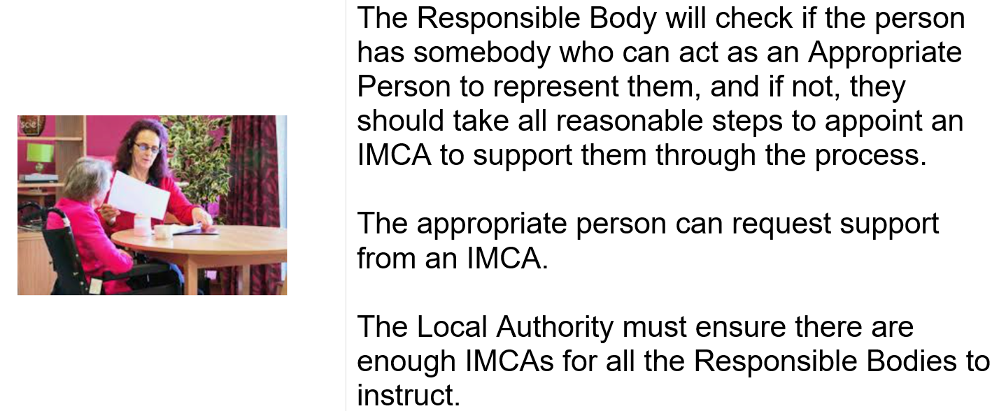 scie
The Responsible Body will check if the person
has somebody who can act as an Appropriate
Person to represent them, and if not, they
should take all reasonable steps to appoint an
IMCA to support them through the process.
The appropriate person can request support
from an IMCA.
The Local Authority must ensure there are
enough IMCAs for all the Responsible Bodies to
instruct.